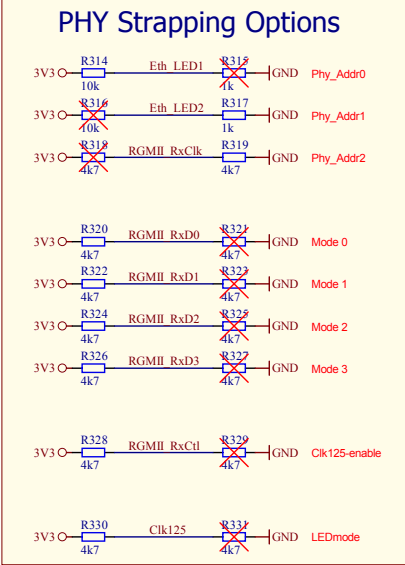 PHY Strapping Options
R314 Eth_LED1 R315
3V3 GND Phy_Addr0
10k 1k
R316 Eth_LED2 R317
3V3 GND Phy_Addr1
10k 1k
R318 RGMII_RxClk R319
3V3 GND Phy_Addr2
4k7 4k7
R320 RGMII_RxD0 R321
3V3 GND Mode 0
4k7 4k7
R322 RGMII_RxD1 R323
3V3 GND Mode 1
4k7 4k7
R324 RGMII_RxD2 R325
3V3 GND Mode 2
4k7 4k7
R326 RGMII_RxD3 R327
3V3 GND Mode 3
4k7 4k7
R328 RGMII_RxCtl R329
3V3 GND Clk125-enable
4k7 4k7
R330 Clk125 R331
3V3 GND LEDmode
4k7 4k7